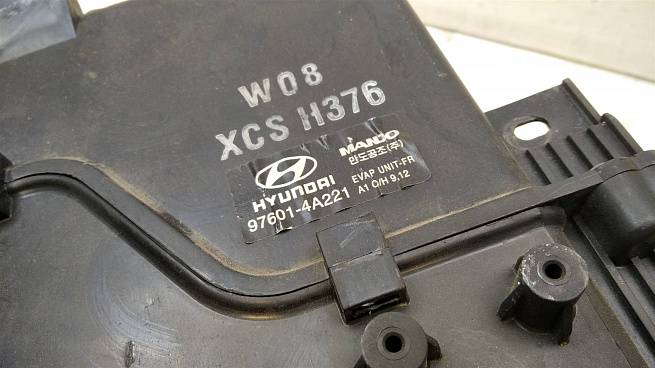 W08
XCS H376
HYUNDAI
MANDO
만도공조(주)
97601-4A221
EVAP UNIT-FR
A1 O/H 9.12